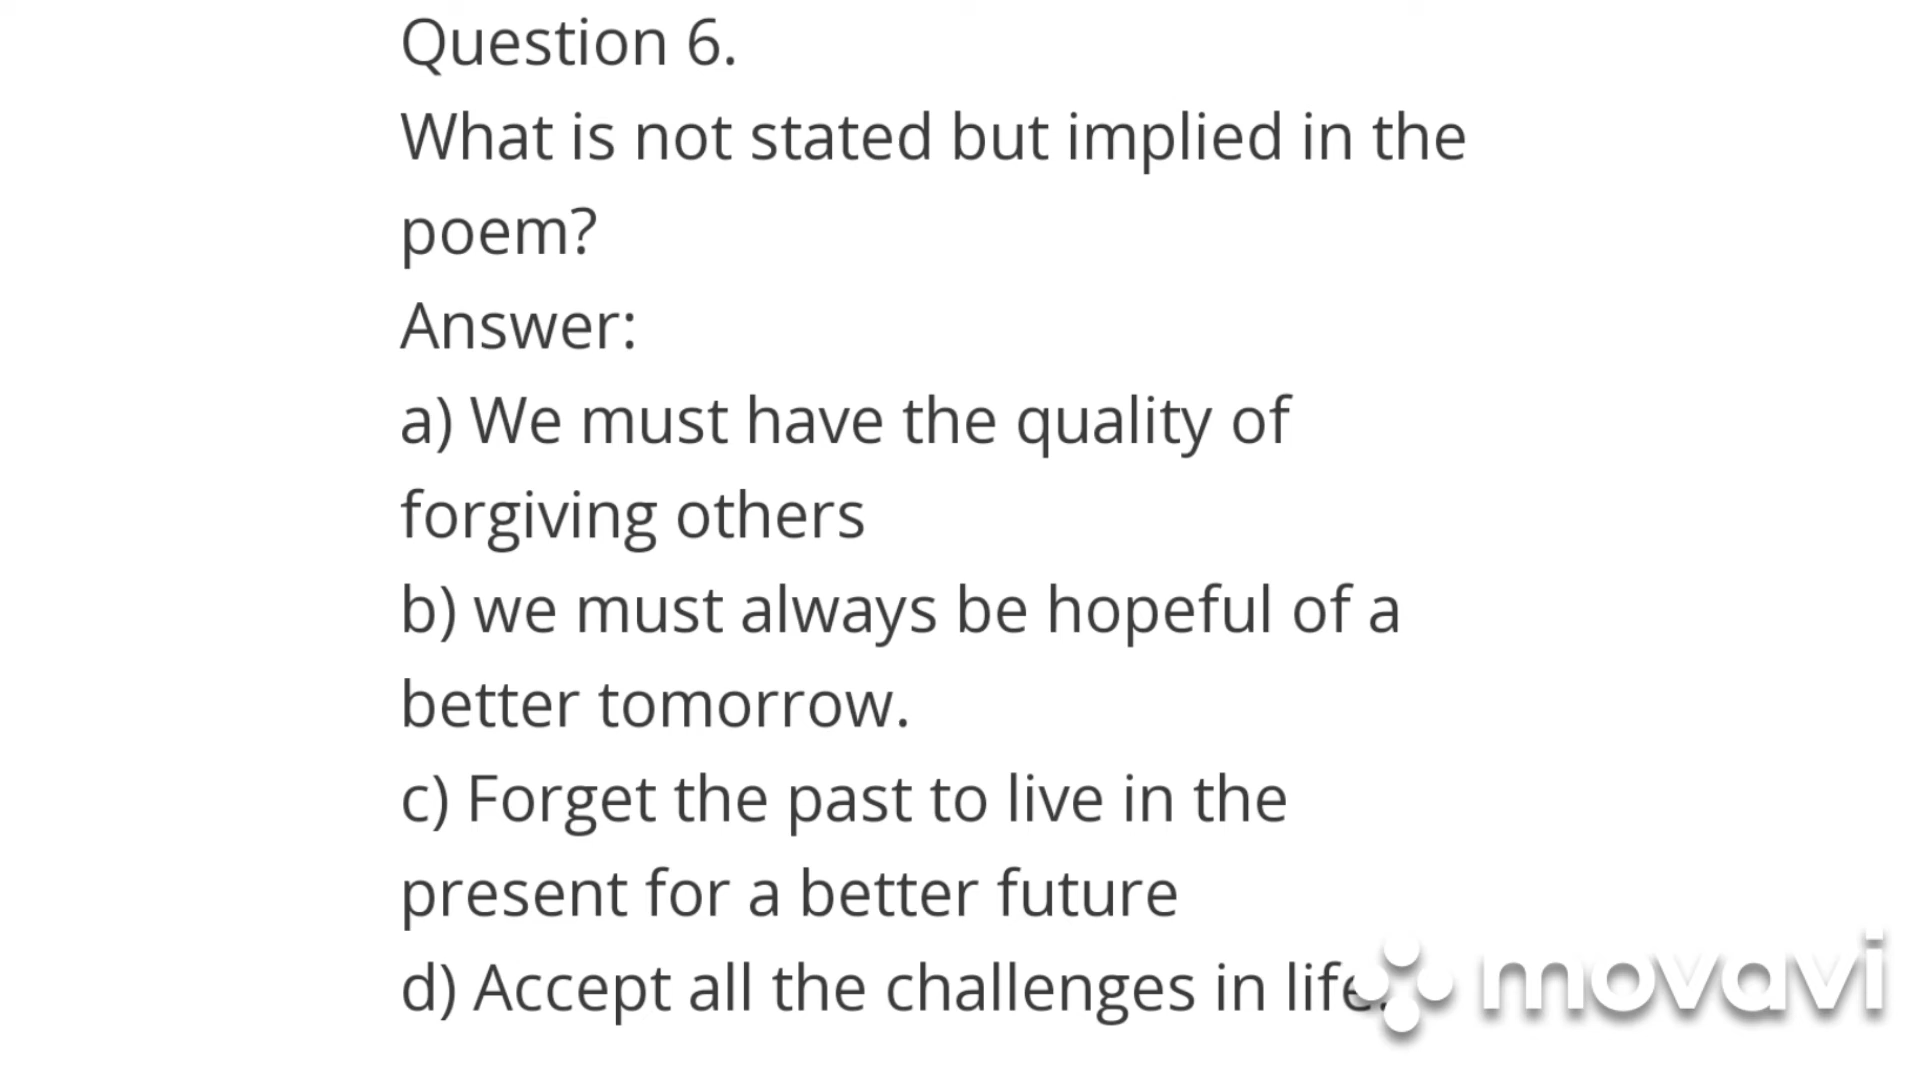 Question 6.
What is not stated but implied in the
poem?
Answer:
a) We must have the quality of
forgiving others
b) we must always be hopeful of a
better tomorrow.
c) Forget the past to live in the
present for a better future
d) Accept all the challenges in life.
movavi